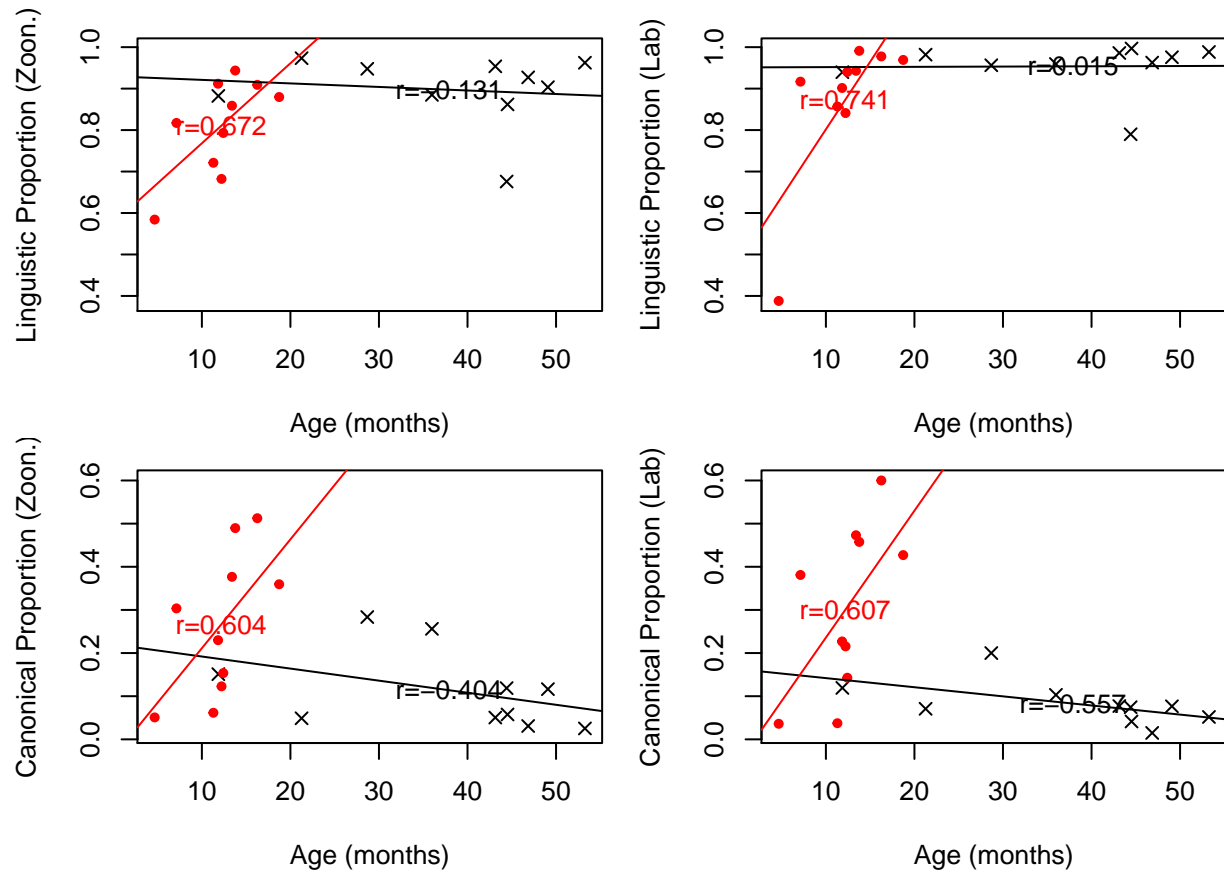 Linguistic Proportion (Zoon.)
1.0
0.8
0.6
0.4
r=−0.131
r=0.672
10 20 30 40 50
Age (months)
Linguistic Proportion (Lab)
1.0
0.8
0.6
0.4
r=0.015
r=0.741
10 20 30 40 50
Age (months)
Canonical Proportion (Zoon.)
0.6
0.4
0.2
0.0
r=0.604
r=−0.404
10 20 30 40 50
Age (months)
Canonical Proportion (Lab)
0.6
0.4
0.2
0.0
r=0.607
r=−0.557
10 20 30 40 50
Age (months)